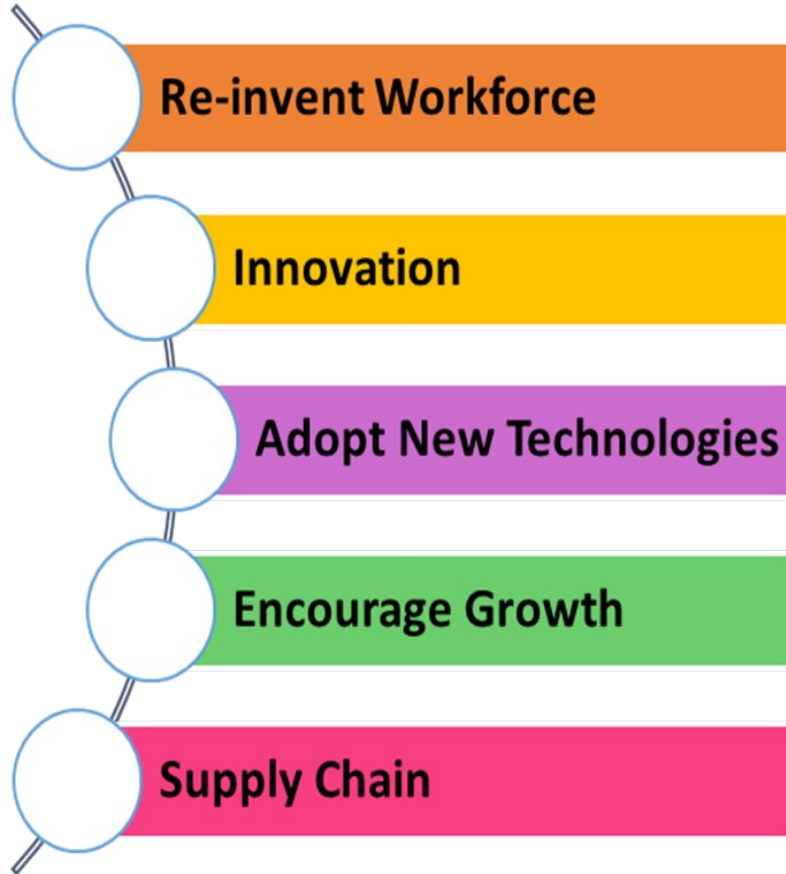 Re-invent Workforce
Innovation
Adopt New Technologies
Encourage Growth
Supply Chain